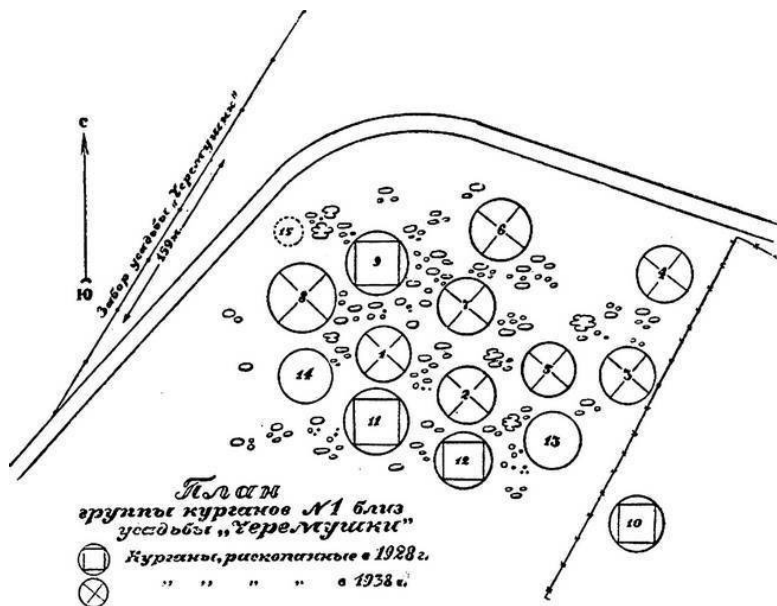 С
Ю
Забор усадьбы „Черемушки"
159 м.
15
6
9
4
8
7
1
5
3
14
2
11
13
12
10
План
группы курганов №1 близ
усадьбы „Черемушки"
Курганы, раскопанные в 1928 г.
„ „ „ „ в 1938 г.